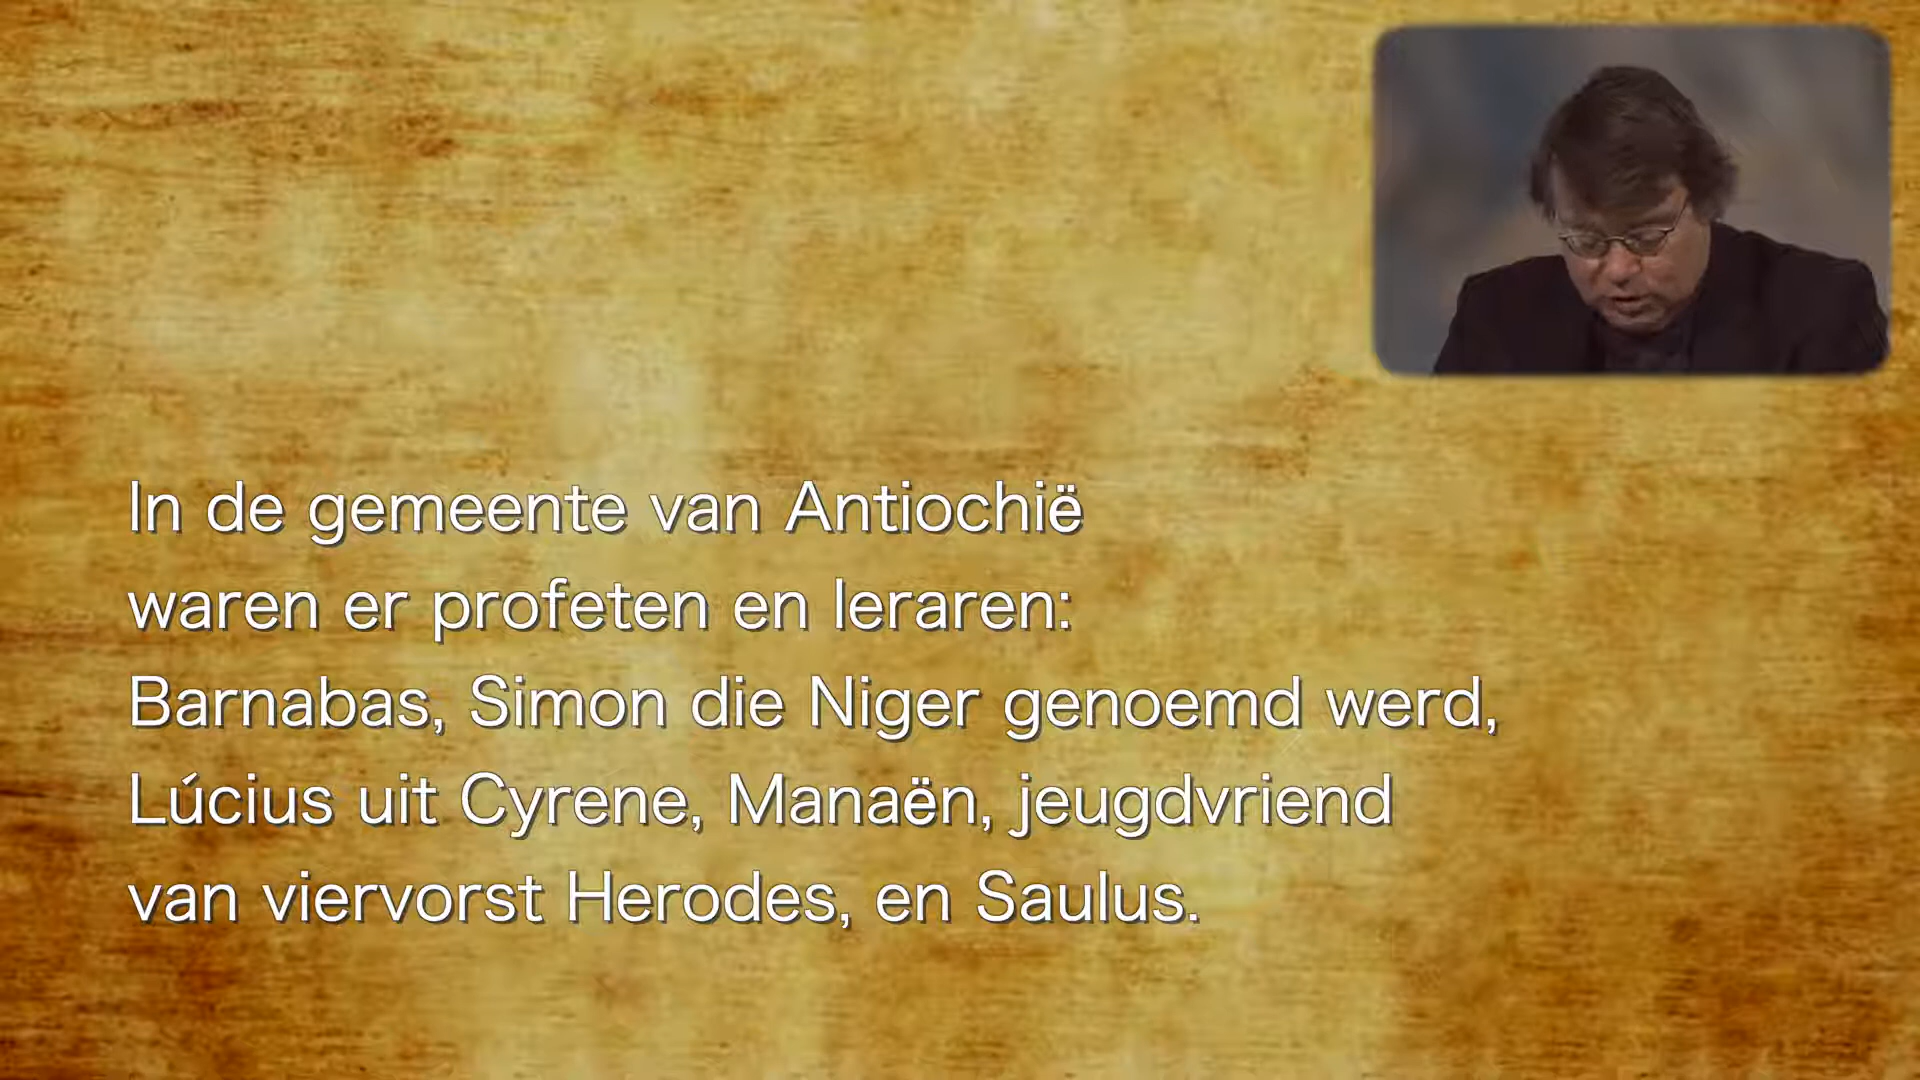 In de gemeente van Antiochië
waren er profeten en leraren:
Barnabas, Simon die Niger genoemd werd,
Lúcius uit Cyrene, Manaën, jeugdvriend
van viervorst Herodes, en Saulus.